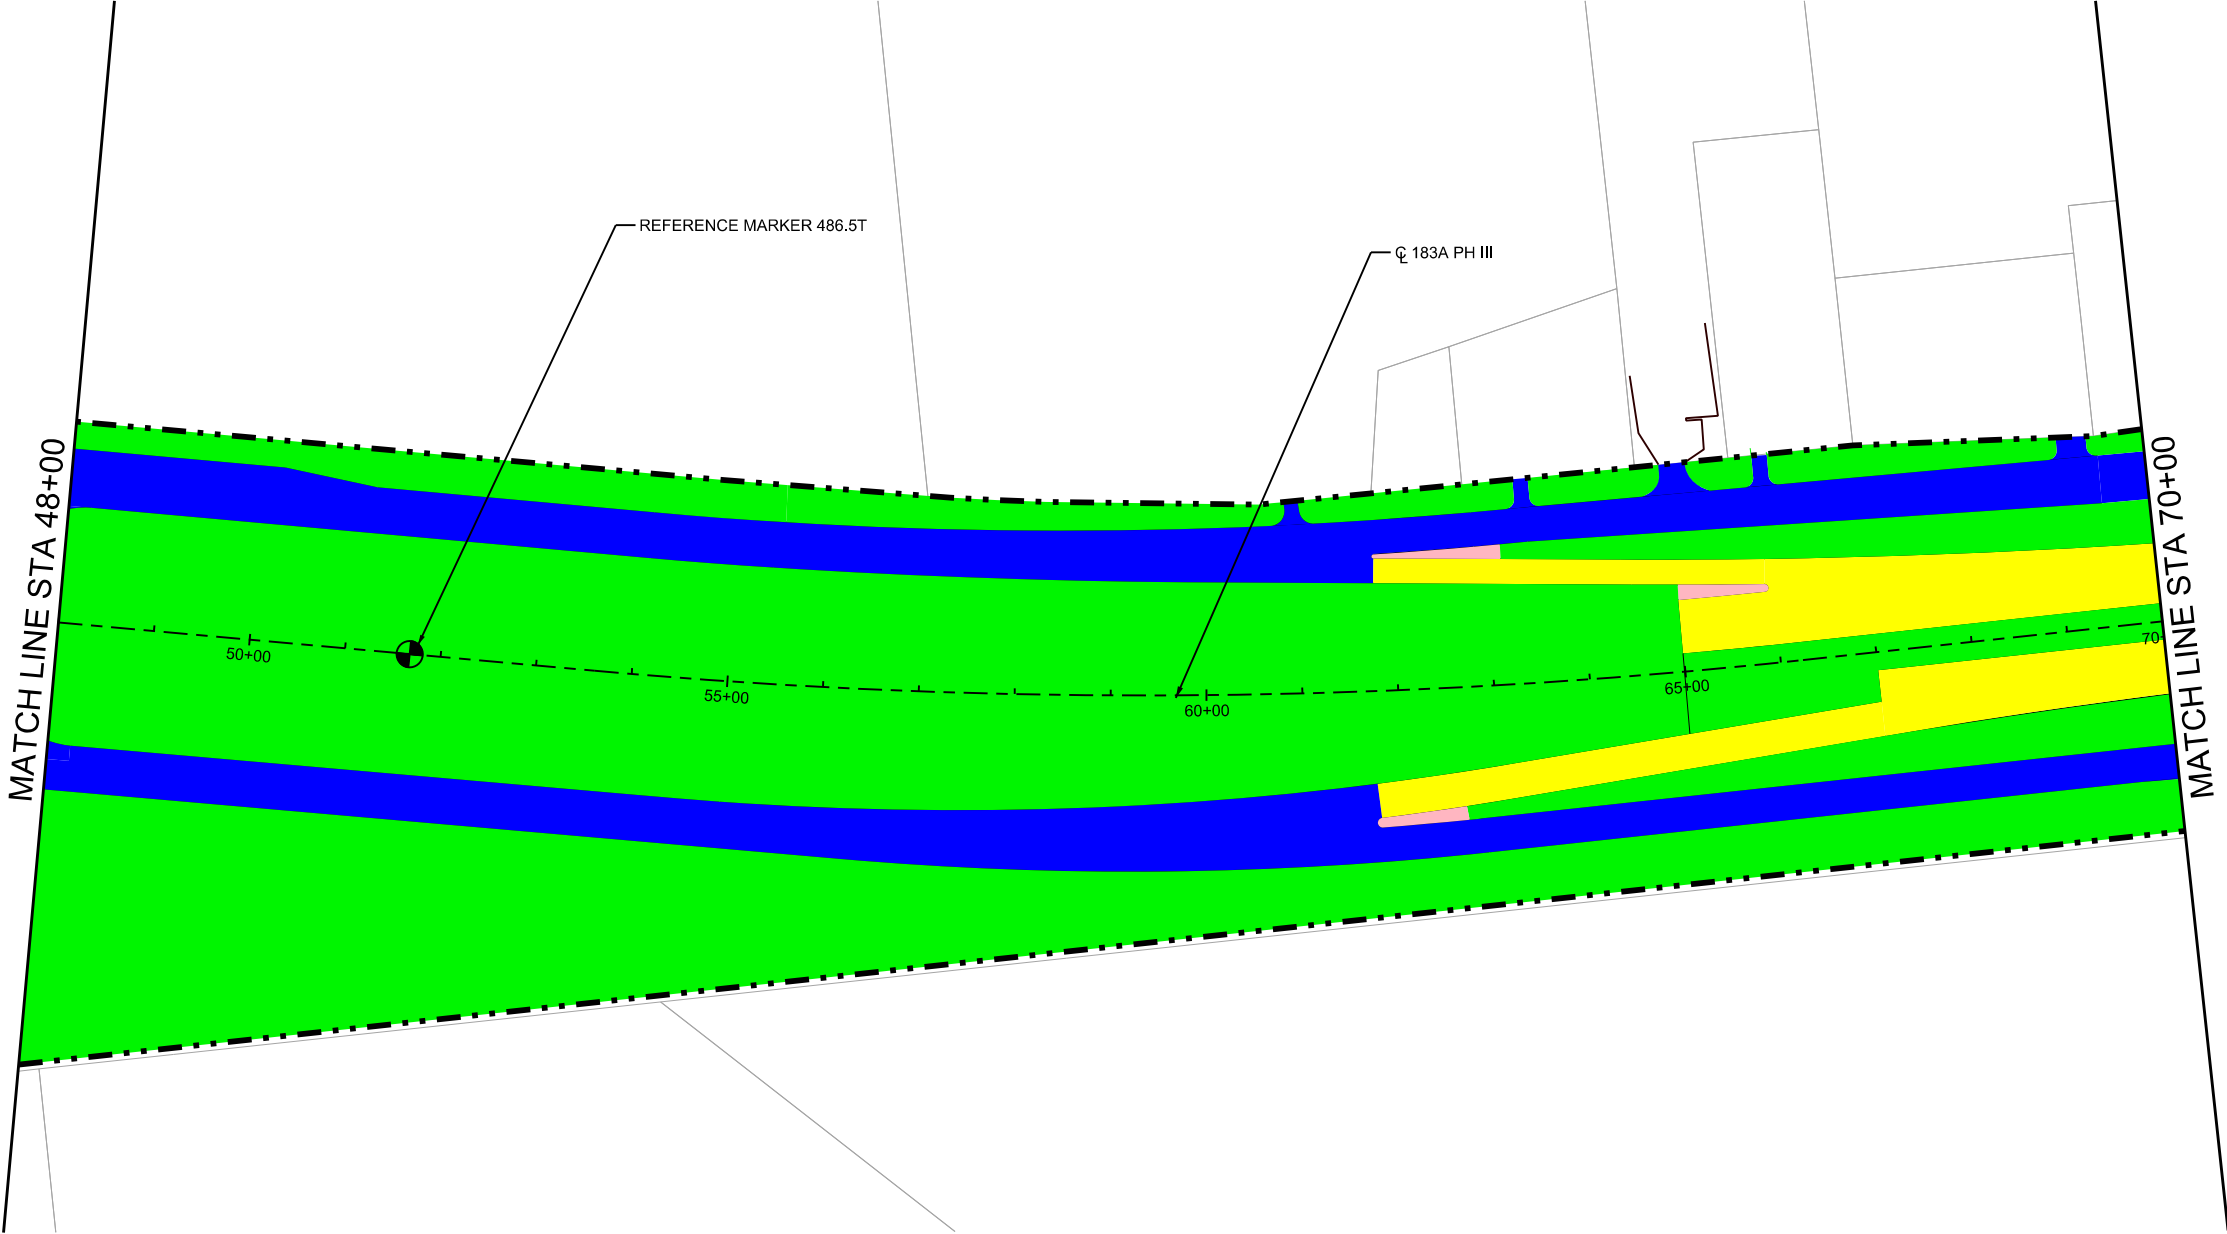 REFERENCE MARKER 486.5T
℄ 183A PH III
MATCH LINE STA 48+00
MATCH LINE STA 70+00
50+00
55+00
60+00
65+00
70